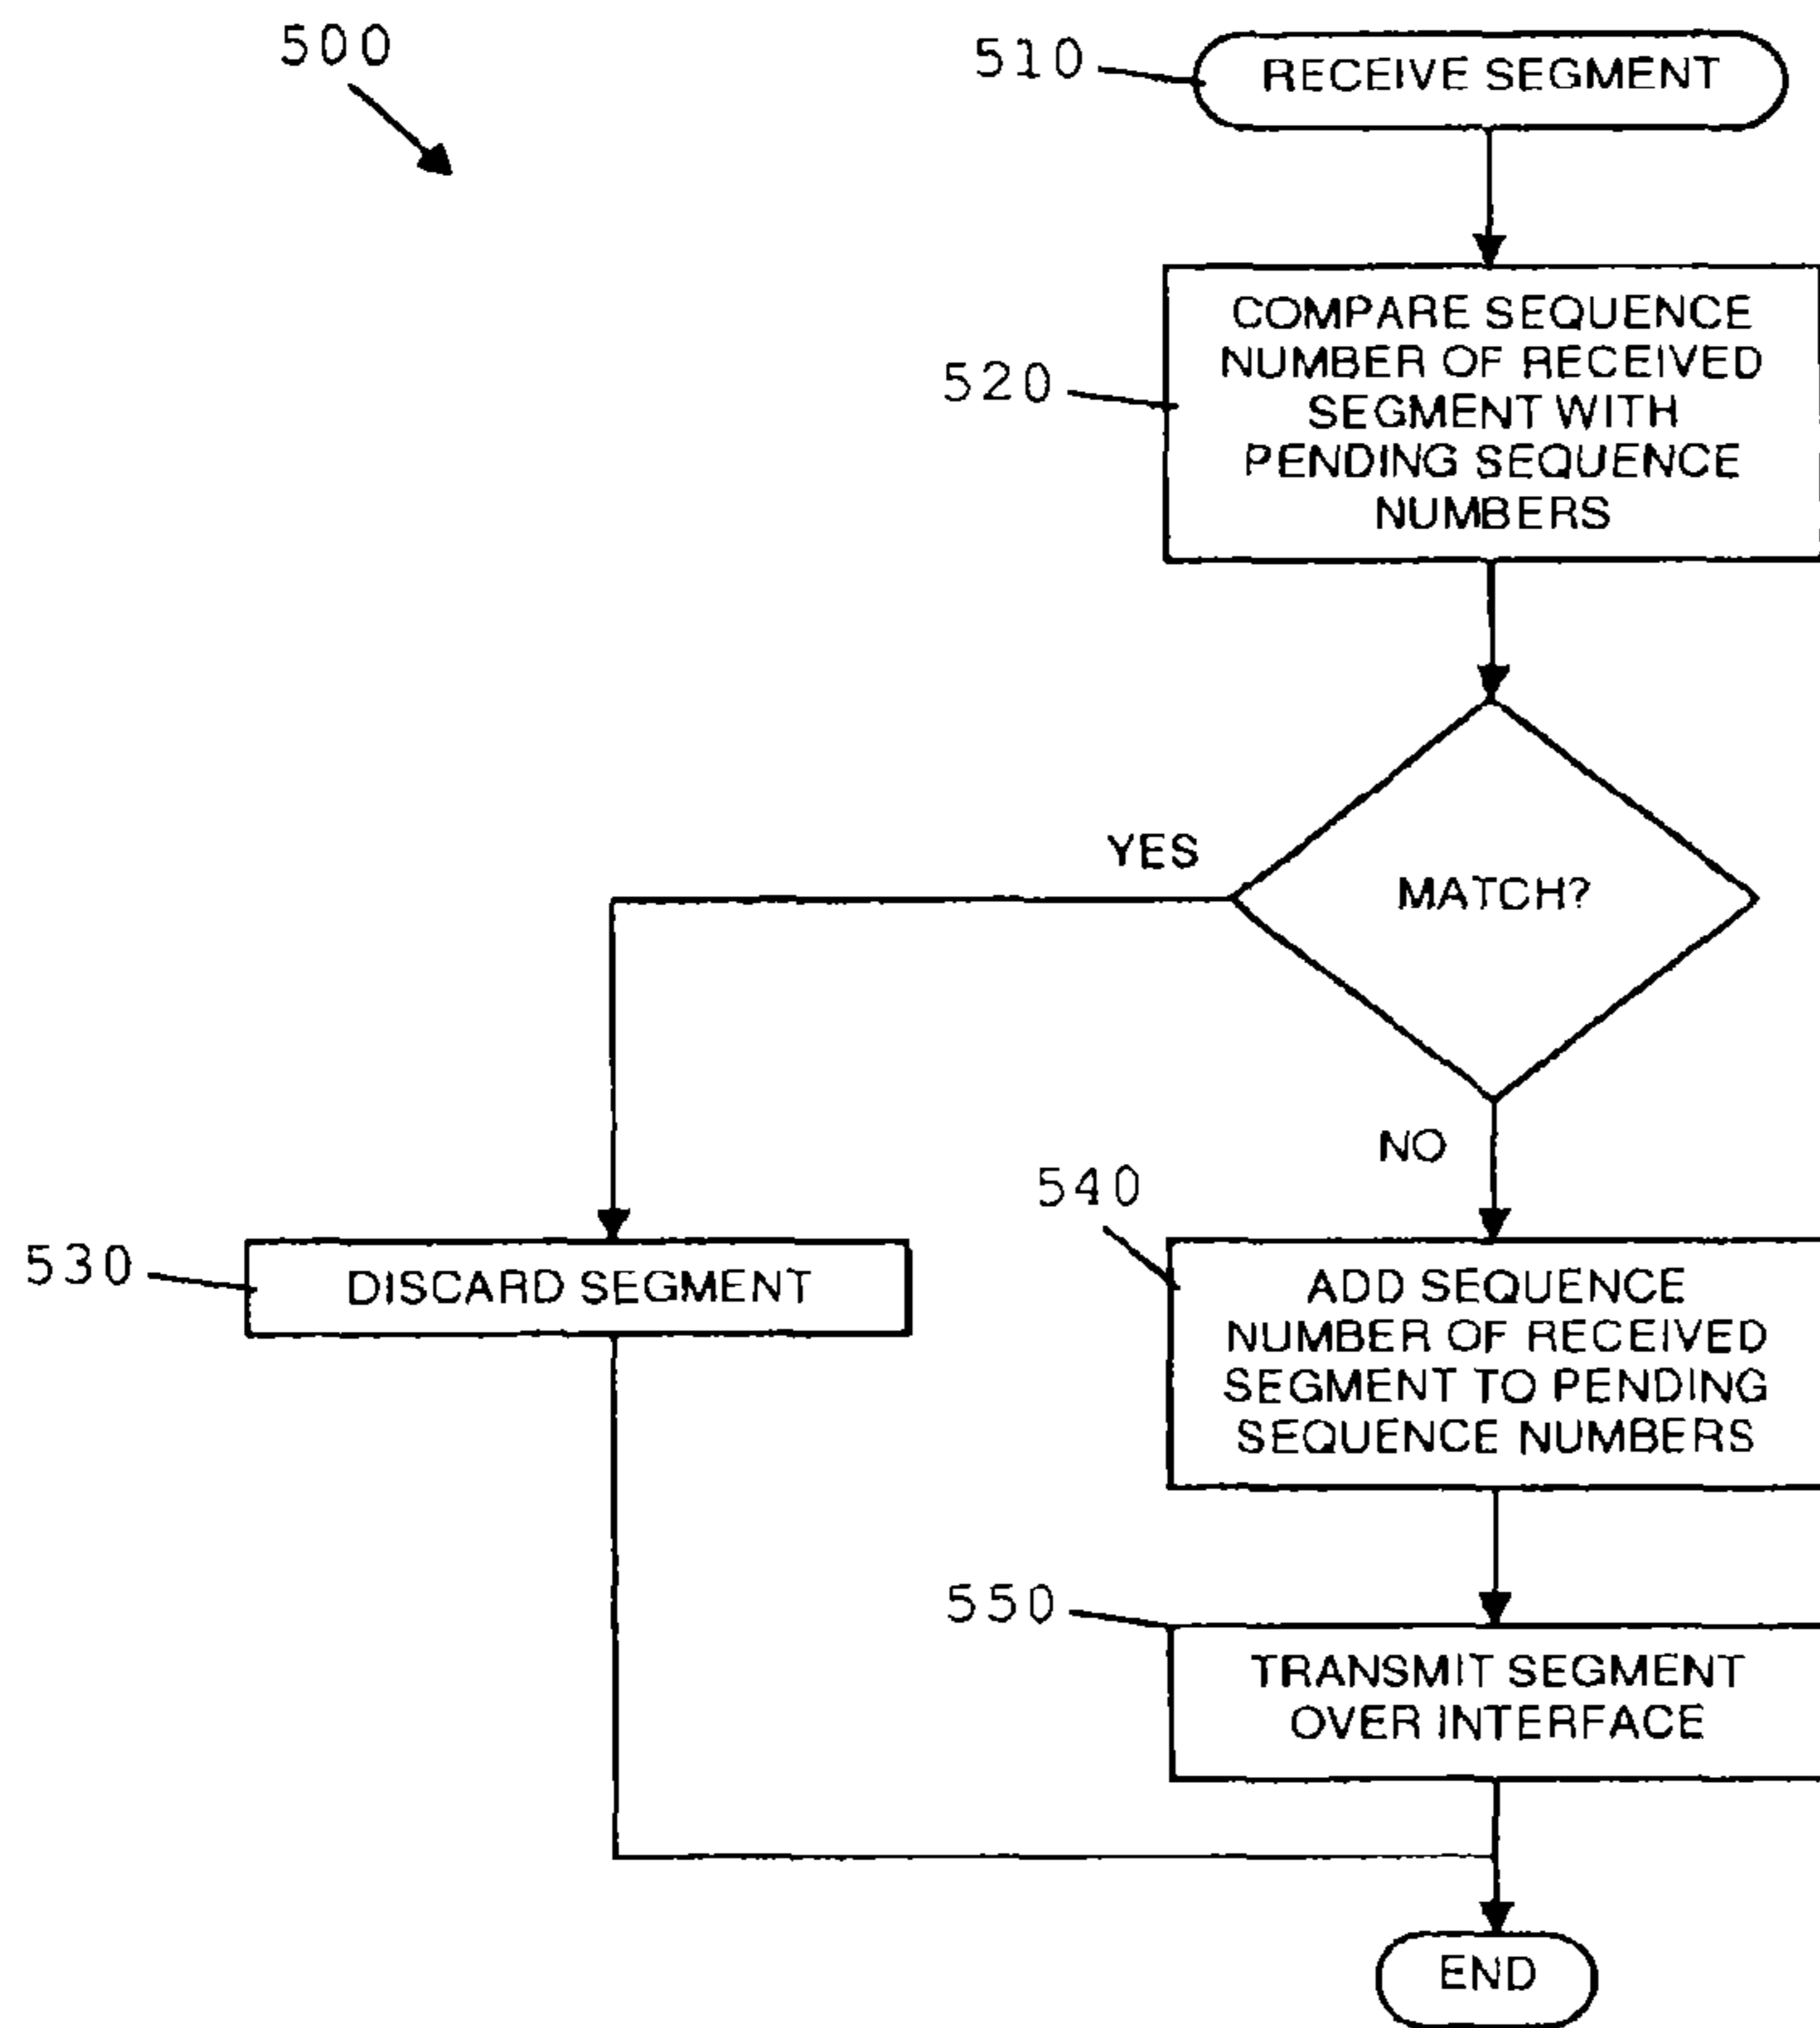 500
510
RECEIVE SEGMENT
520
COMPARE SEQUENCE
NUMBER OF RECEIVED
SEGMENT WITH
PENDING SEQUENCE
NUMBERS
YES
MATCH?
NO
530
DISCARD SEGMENT
540
ADD SEQUENCE
NUMBER OF RECEIVED
SEGMENT TO PENDING
SEQUENCE NUMBERS
550
TRANSMIT SEGMENT
OVER INTERFACE
END